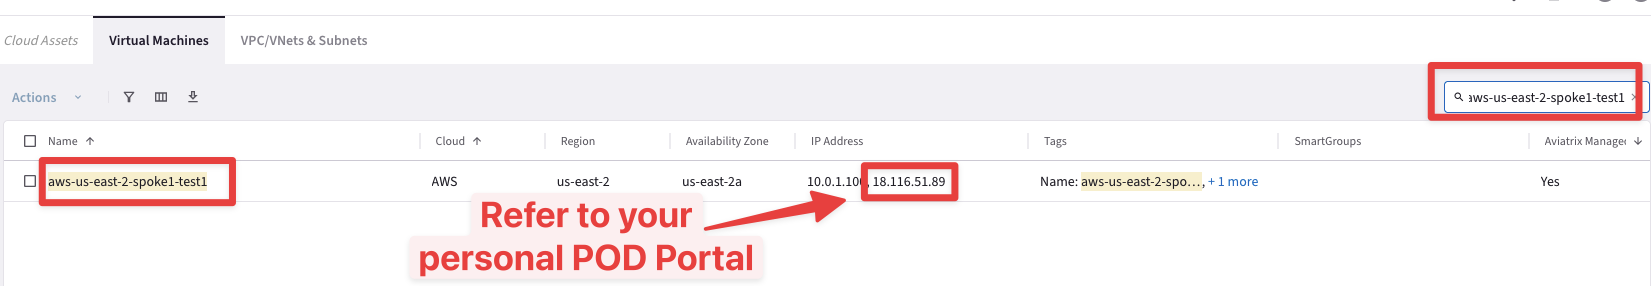 Cloud Assets Virtual Machines VPC/VNets & Subnets
Actions aws-us-east-2-spoke1-test1
Name Cloud Region Availability Zone IP Address Tags SmartGroups Aviatrix Manage
aws-us-east-2-spoke1-test1 AWS us-east-2 us-east-2a 10.0.1.100, 18.116.51.89 Name: aws-us-east-2-spo…, + 1 more Yes
Refer to your
personal POD Portal